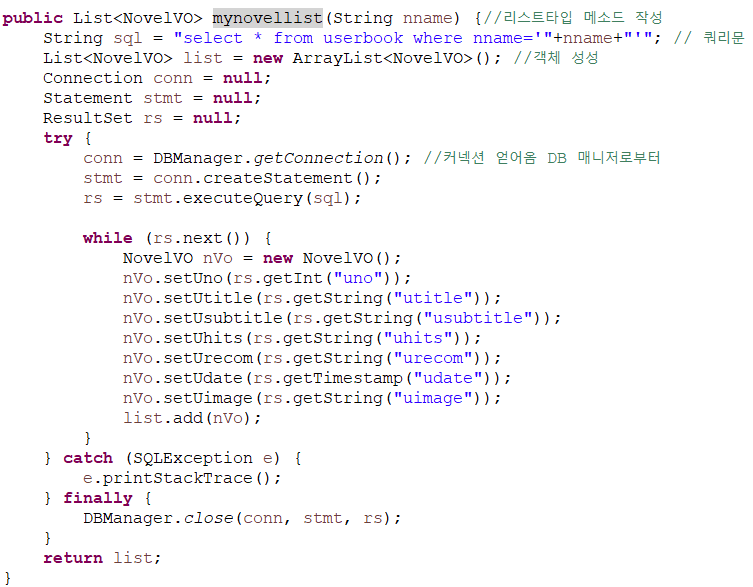 public List<NovelVO> mynovellist(String nname) {//리스트타입 메소드 작성
    String sql = "select * from userbook where nname='"+nname+"'"; // 쿼리문
    List<NovelVO> list = new ArrayList<NovelVO>(); //객체 성성
    Connection conn = null;
    Statement stmt = null;
    ResultSet rs = null;
    try {
        conn = DBManager.getConnection(); //커넥션 얻어옴 DB 매니저로부터
        stmt = conn.createStatement();
        rs = stmt.executeQuery(sql);

        while (rs.next()) {
            NovelVO nVo = new NovelVO();
            nVo.setUno(rs.getInt("uno"));
            nVo.setUtitle(rs.getString("utitle"));
            nVo.setUsubtitle(rs.getString("usubtitle"));
            nVo.setUhits(rs.getString("uhits"));
            nVo.setUrecom(rs.getString("urecom"));
            nVo.setUdate(rs.getTimestamp("udate"));
            nVo.setUimage(rs.getString("uimage"));
            list.add(nVo);
        }
    } catch (SQLException e) {
        e.printStackTrace();
    } finally {
        DBManager.close(conn, stmt, rs);
    }
    return list;
}